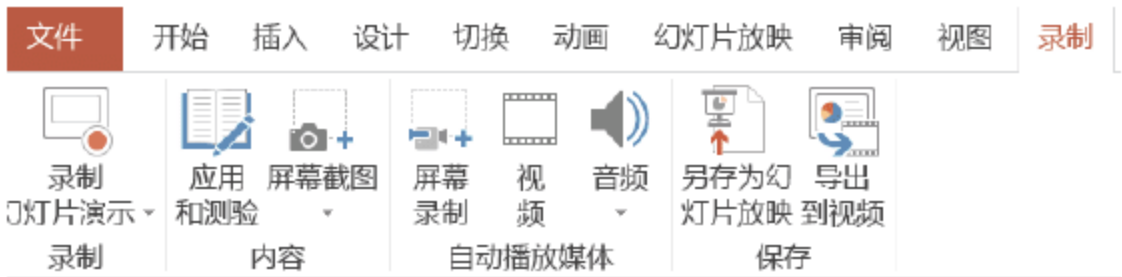 文件 开始 插入 设计 切换 动画 幻灯片放映 审阅 视图 录制
录制 应用 屏幕截图 屏幕 视 音频 另存为幻 导出
幻灯片演示 和测验 录制 频 灯片放映 到视频
录制 内容 自动播放媒体 保存